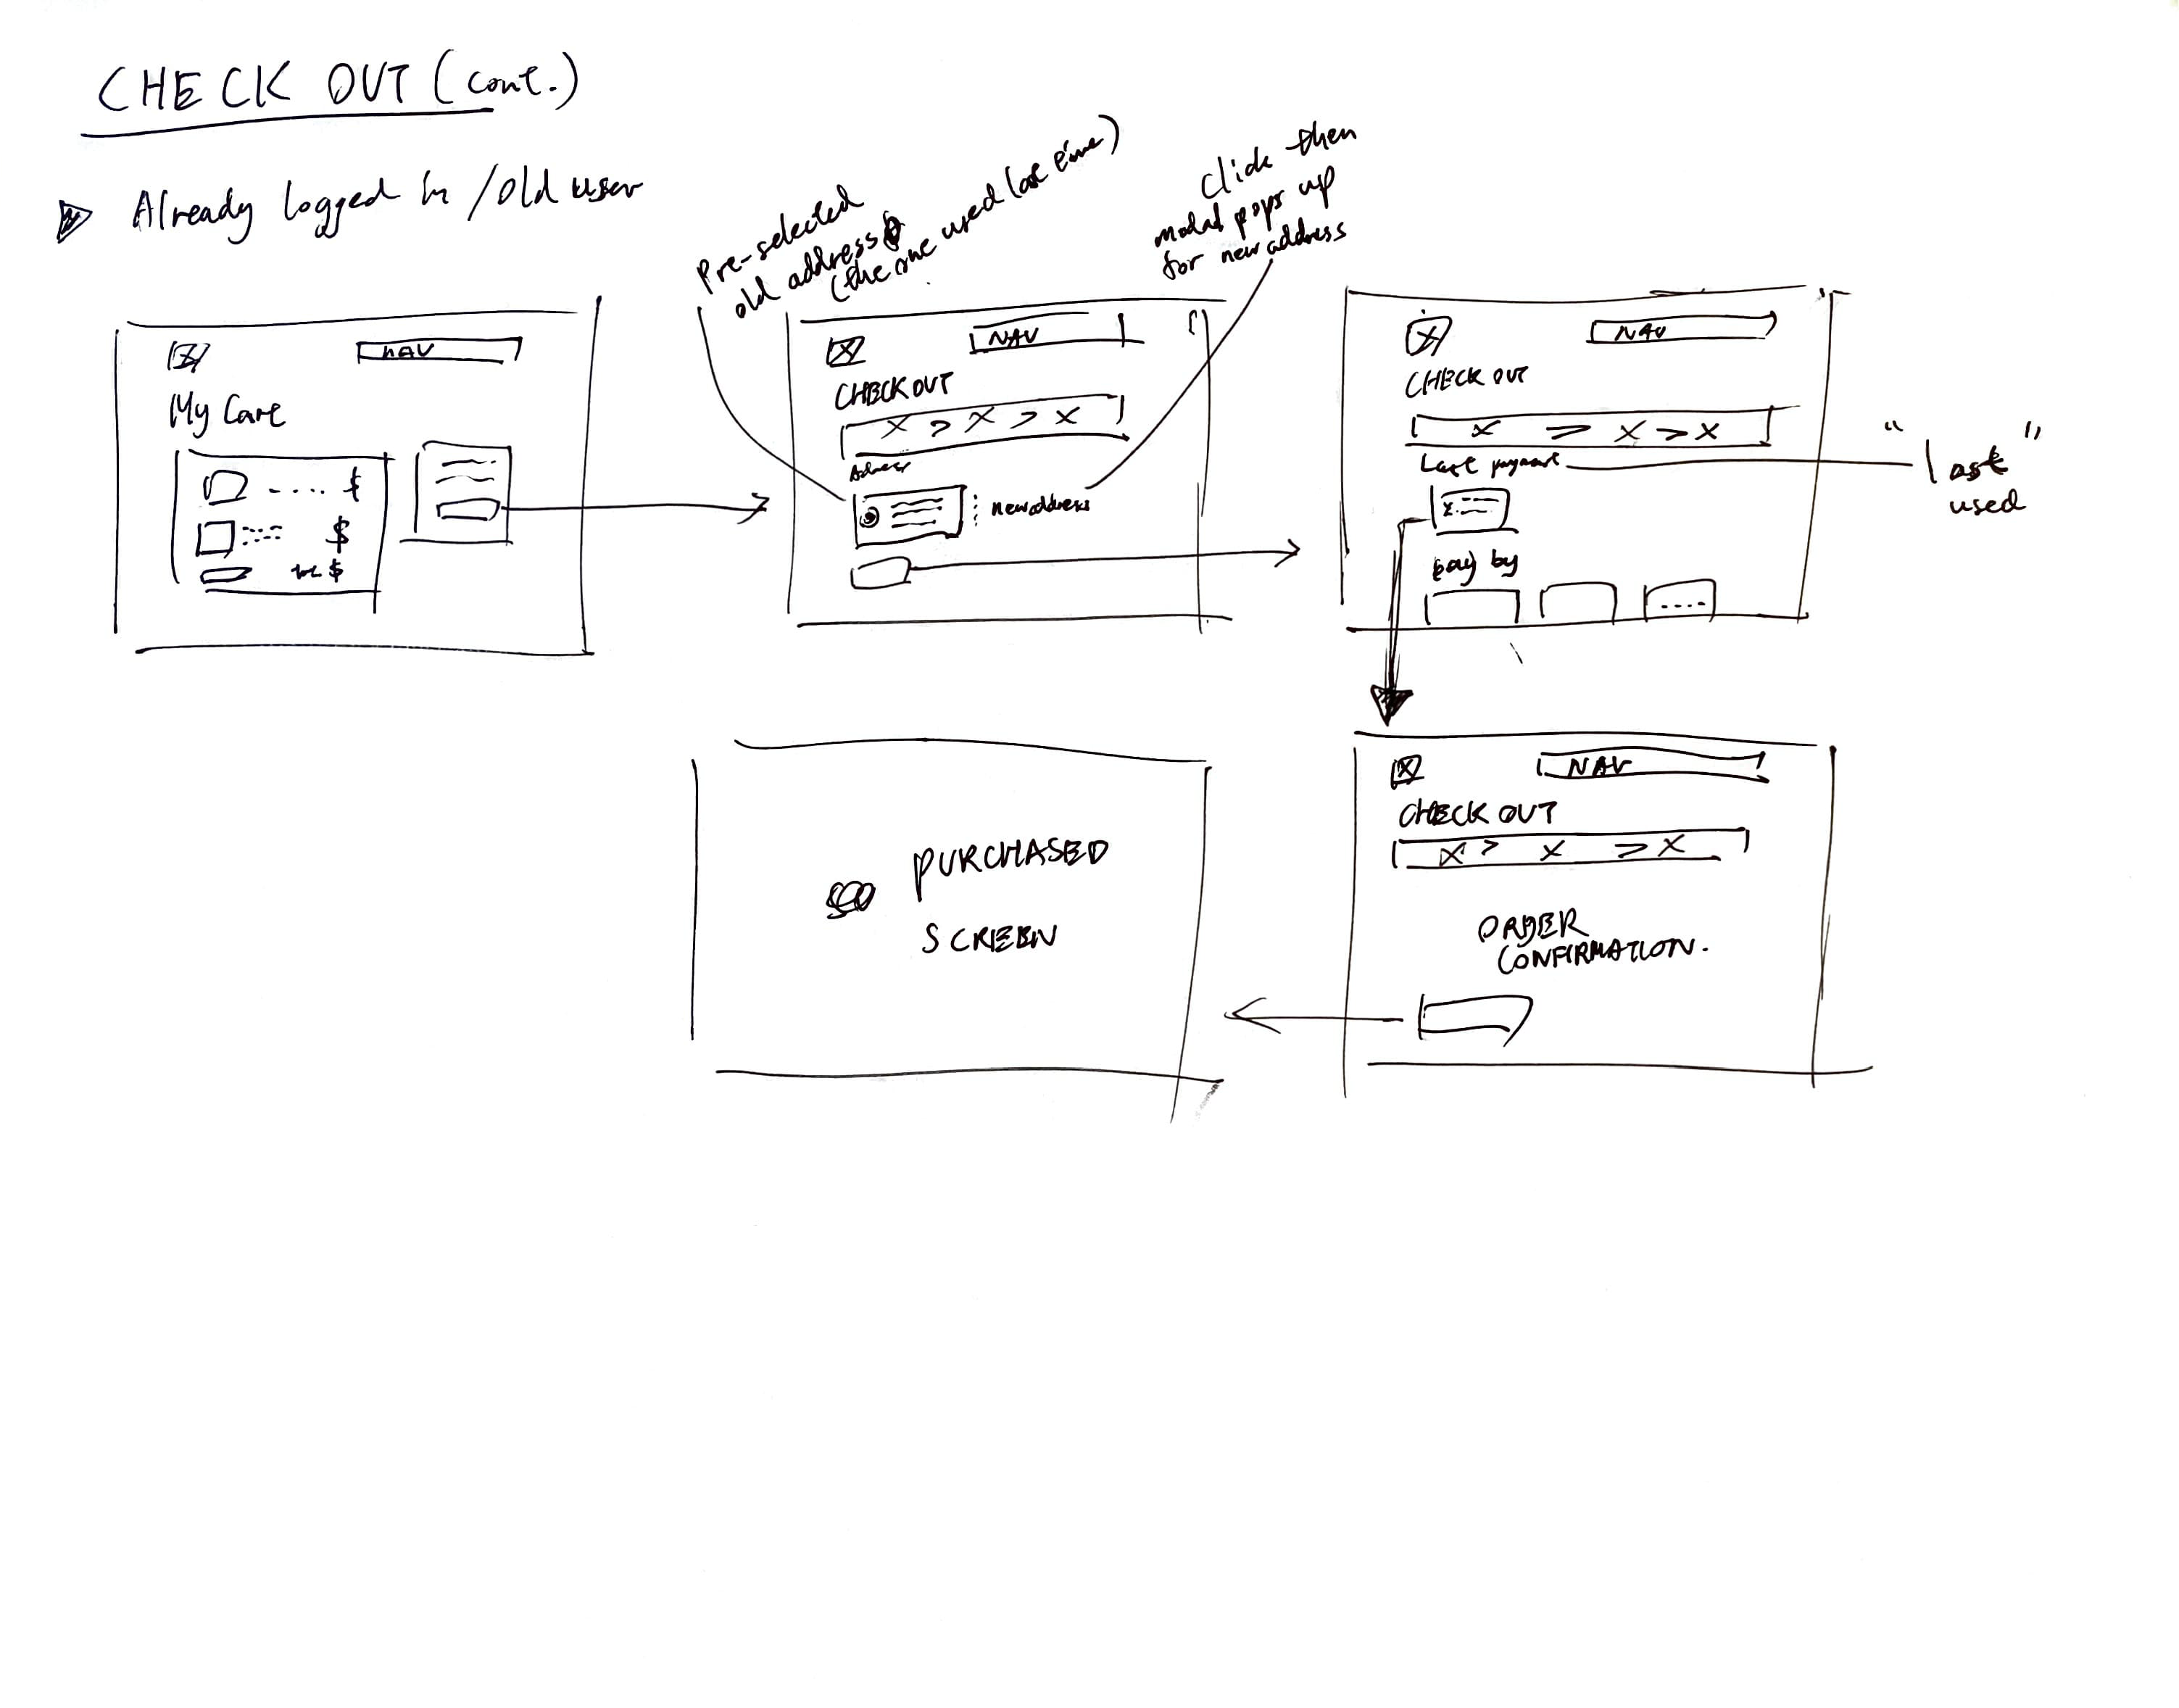 CHECK OUT (cont.)
Already logged in / old user
Pre-selected
old address
(the one used last time)
Click then
modal pops up
for new address
NAV
My Cart
$
$
$
NAV
CHECK OUT
X > X > X
Address
new address
NAV
CHECK OUT
X > X > X
Last payment
pay by
"last"
used
NAV
CHECK OUT
X > X > X
ORDER
CONFIRMATION.
PURCHASED
SCREEN